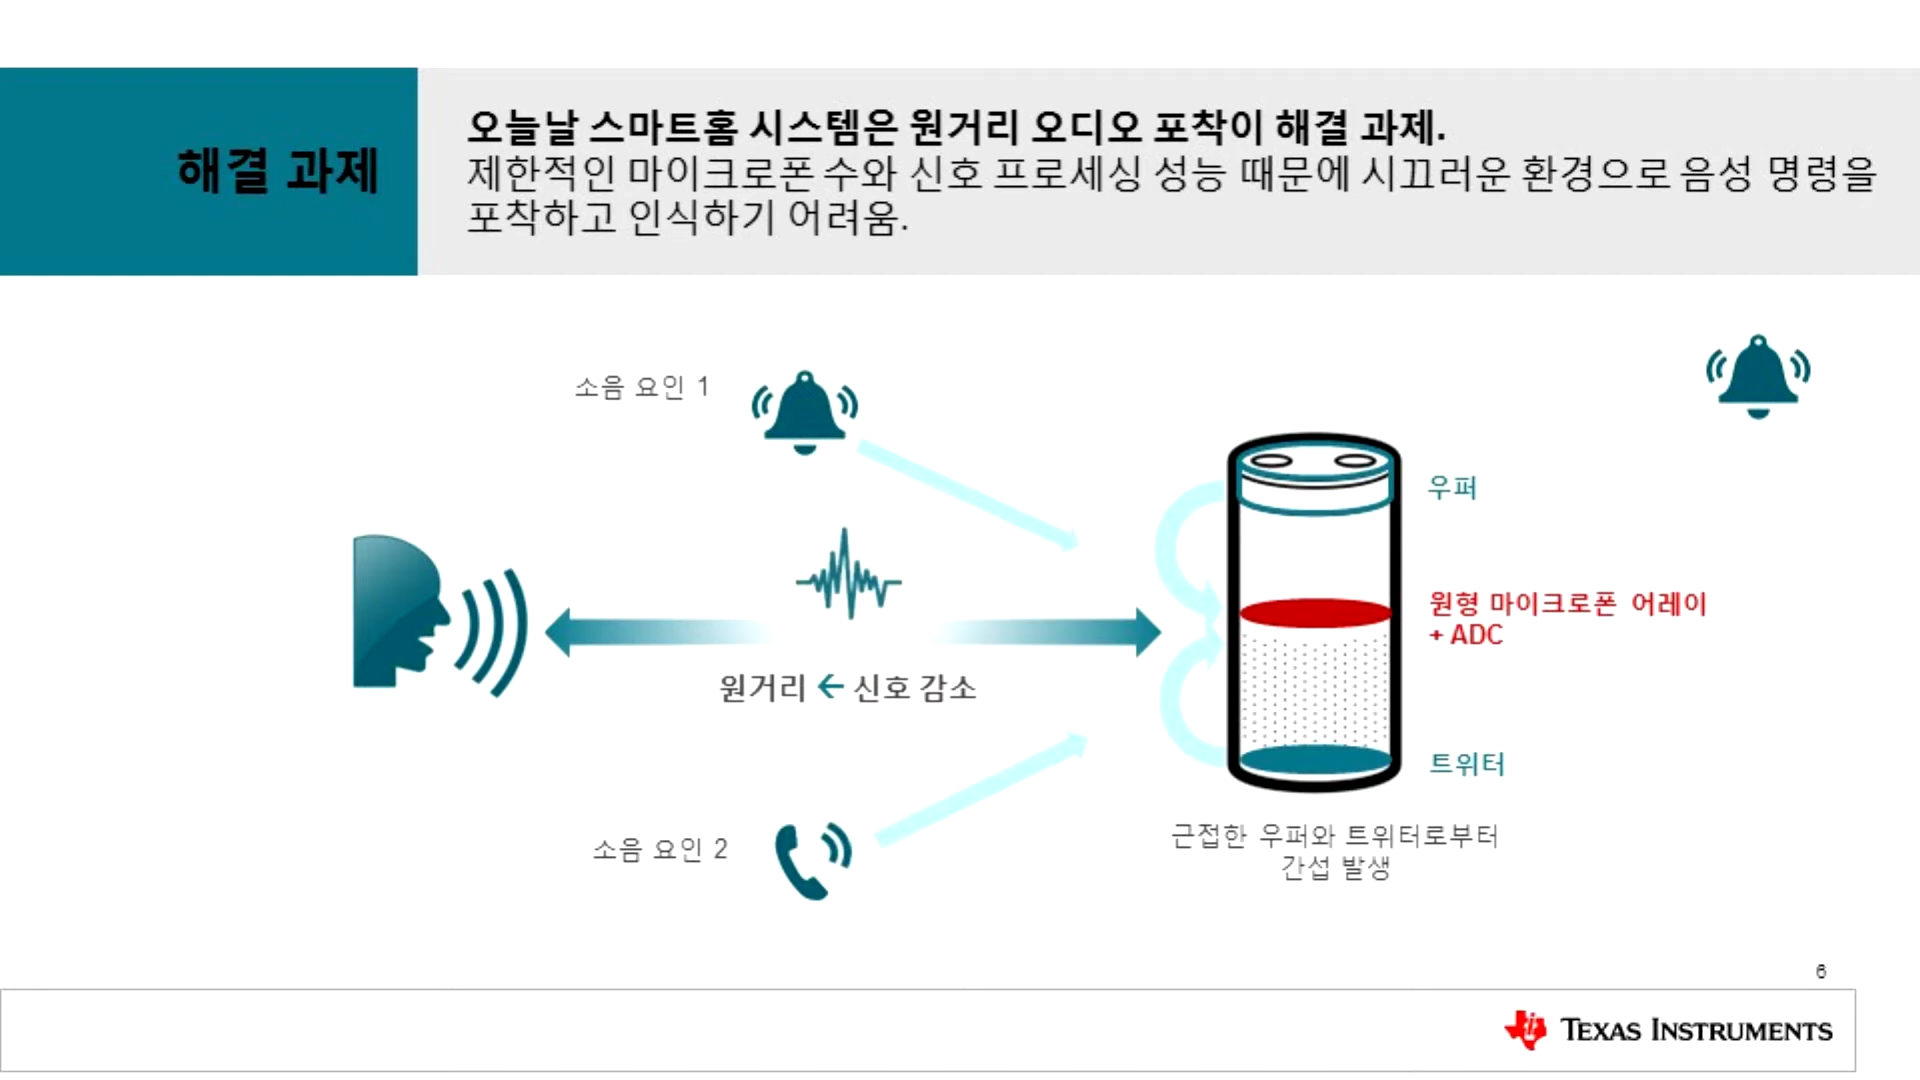 해결 과제
오늘날 스마트홈 시스템은 원거리 오디오 포착이 해결 과제.
제한적인 마이크로폰 수와 신호 프로세싱 성능 때문에 시끄러운 환경으로 음성 명령을
포착하고 인식하기 어려움.
소음 요인 1
우퍼
원형 마이크로폰 어레이
+ ADC
원거리 ← 신호 감소
트위터
소음 요인 2
근접한 우퍼와 트위터로부터
간섭 발생
6
TEXAS INSTRUMENTS